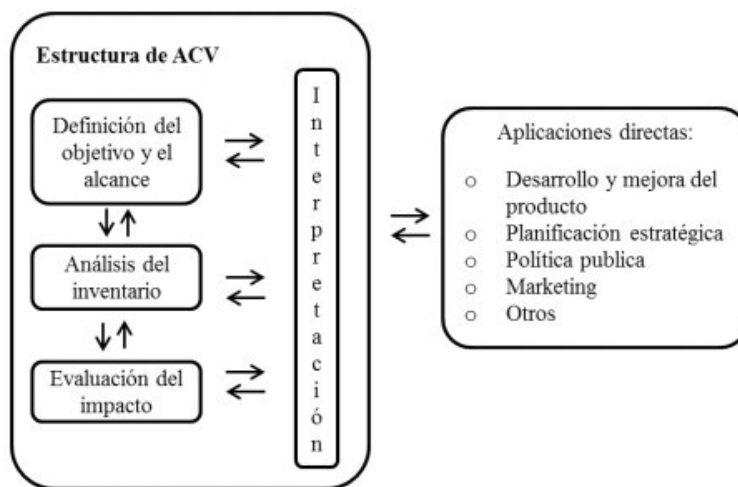 Estructura de ACV
Definición del
objetivo y el
alcance
Análisis del
inventario
Evaluación del
impacto
Interpretación
Aplicaciones directas:
o Desarrollo y mejora del
producto
o Planificación estratégica
o Política publica
o Marketing
o Otros